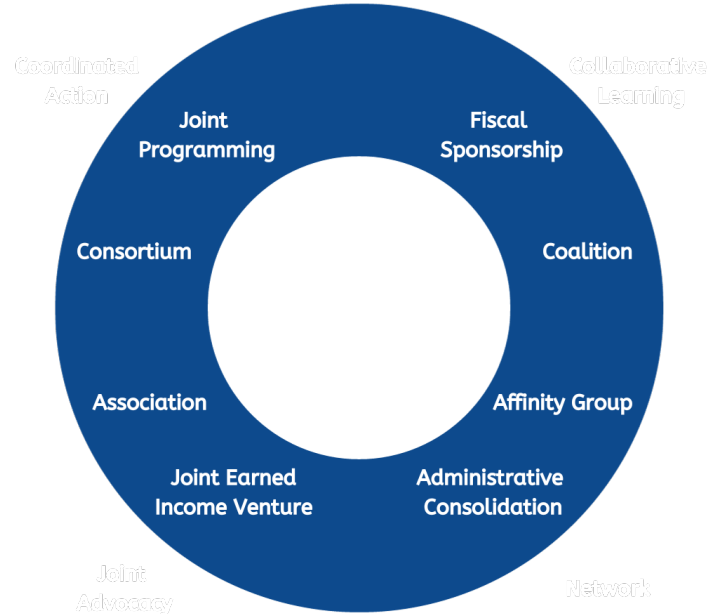 Coordinated
Action
Collaborative
Learning
Joint
Programming
Fiscal
Sponsorship
Consortium
Coalition
Association
Affinity Group
Joint Earned
Income Venture
Administrative
Consolidation
Joint
Advocacy
Network